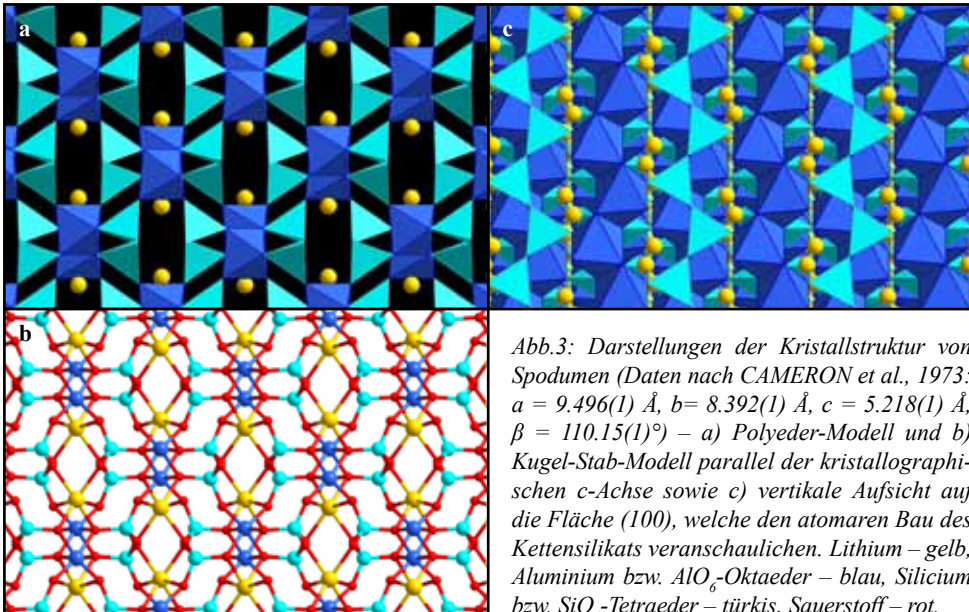 a
c
b
Abb.3: Darstellungen der Kristallstruktur von
Spodumen (Daten nach CAMERON et al., 1973:
a = 9.496(1) Å, b= 8.392(1) Å, c = 5.218(1) Å,
β = 110.15(1)°) – a) Polyeder-Modell und b)
Kugel-Stab-Modell parallel der kristallographi-
schen c-Achse sowie c) vertikale Aufsicht auf
die Fläche (100), welche den atomaren Bau des
Kettensilikats veranschaulichen. Lithium – gelb,
Aluminium bzw. AlO6-Oktaeder – blau, Silicium
bzw. SiO -Tetraeder – türkis, Sauerstoff – rot.